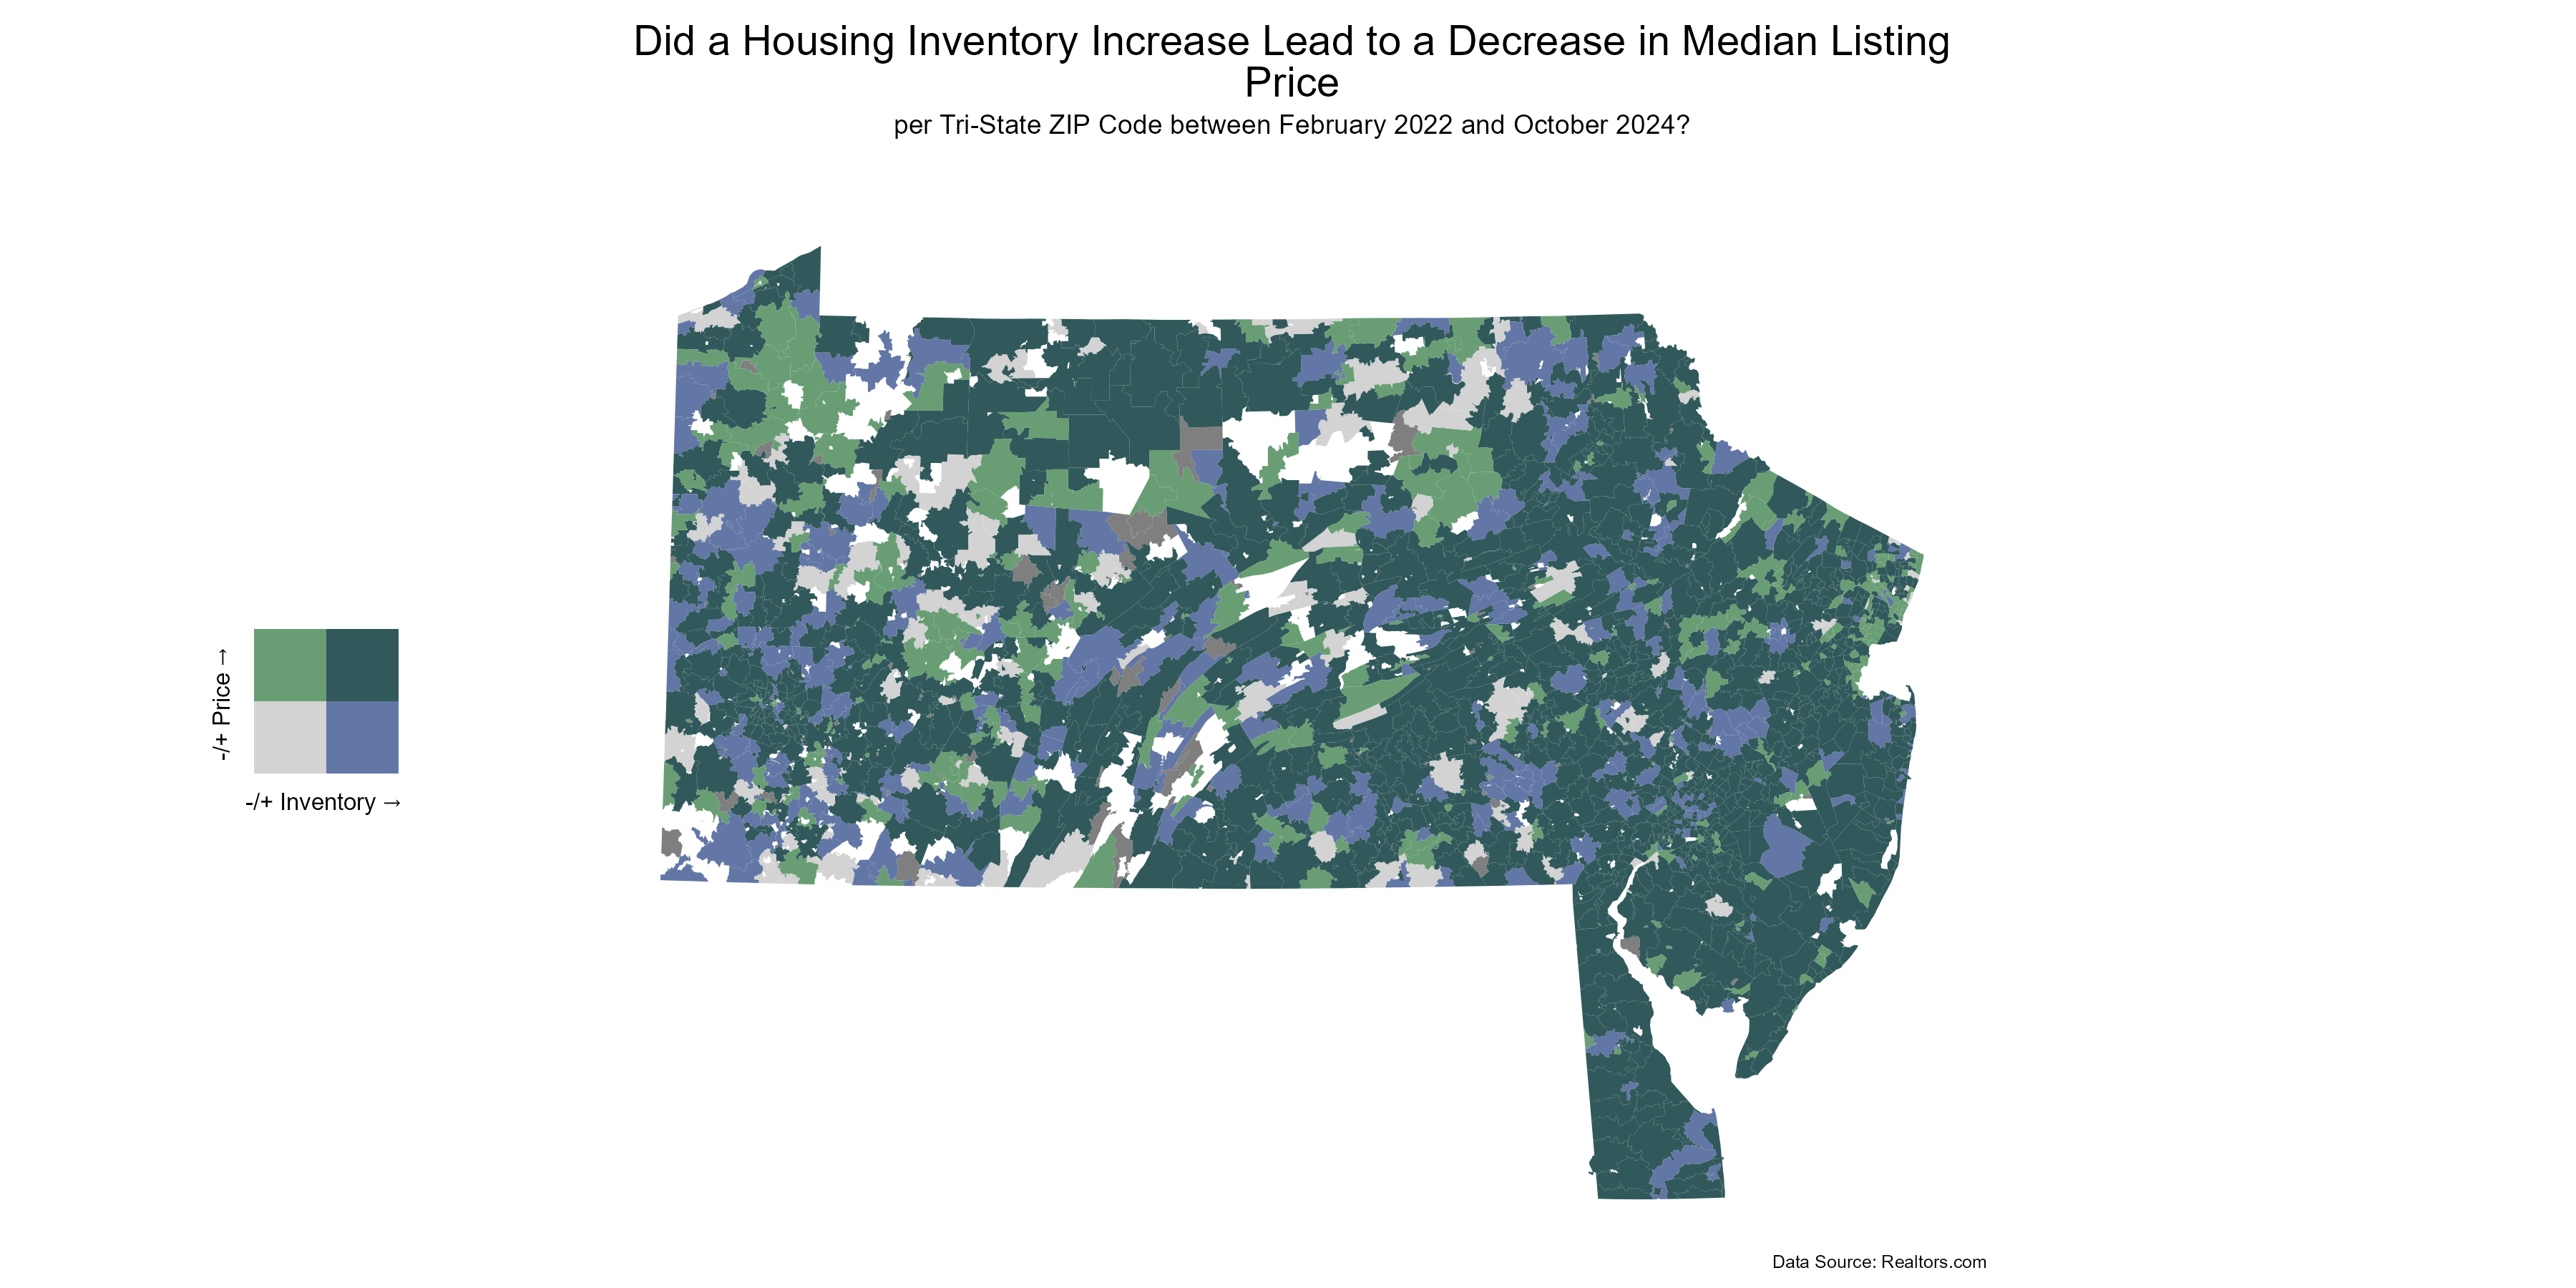 Did a Housing Inventory Increase Lead to a Decrease in Median Listing
Price
per Tri-State ZIP Code between February 2022 and October 2024?
-/+ Price →
-/+ Inventory →
Data Source: Realtors.com